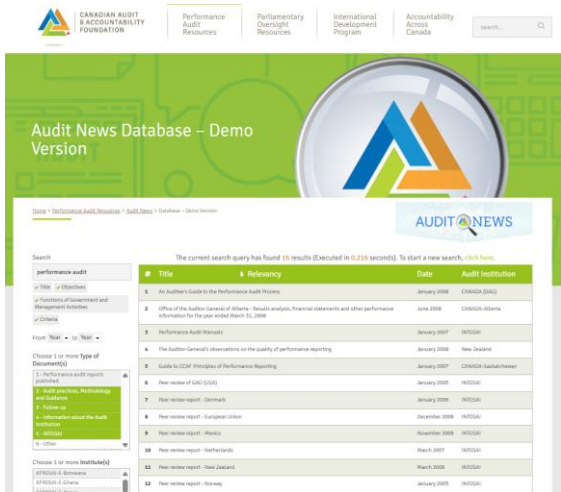 CANADIAN AUDIT
& ACCOUNTABILITY
FOUNDATION
Performance
Audit
Resources
Parliamentary
Oversight
Resources
International
Development
Program
Accountability
Across
Canada
search...
Audit News Database – Demo
Version
Home > Performance Audit Resources > Audit News > Database – Demo Version
AUDIT NEWS
Search
performance audit
Title
Objectives
Functions of Government and
Management Activities
Criteria
From Year to Year
Choose 1 or more Type of
Document(s)
1 - Performance audit reports
published
2 - Audit practices, Methodology
and Guidance
3 - Follow-up
4 - Information about the Audit
Institution
5 - INTOSAI
6 - Other
Choose 1 or more Institute(s)
AFROSAI-E-Botswana
AFROSAI-E-Ghana
The current search query has found 16 results (Executed in 0.216 seconds). To start a new search, click here.
# Title Relevancy Date Audit Institution
1 An Auditee's Guide to the Performance Audit Process January 2008 CANADA (OAG)
2 Office of the Auditor General of Alberta - Results analysis, financial statements and other performance
information for the year ended March 31, 2008 June 2008 CANADA-Alberta
3 Performance Audit Manuals January 2007 INTOSAI
4 The Auditor-General's observations on the quality of performance reporting January 2008 New Zealand
5 Guide to CCAF Principles of Performance Reporting January 2007 CANADA-Saskatchewan
6 Peer review of GAO (USA) January 2005 INTOSAI
7 Peer review report - Denmark January 2006 INTOSAI
8 Peer review report - European Union December 2008 INTOSAI
9 Peer review report - Mexico November 2008 INTOSAI
10 Peer review report - Netherlands March 2007 INTOSAI
11 Peer review report - New Zealand March 2008 INTOSAI
12 Peer review report - Norway January 2005 INTOSAI